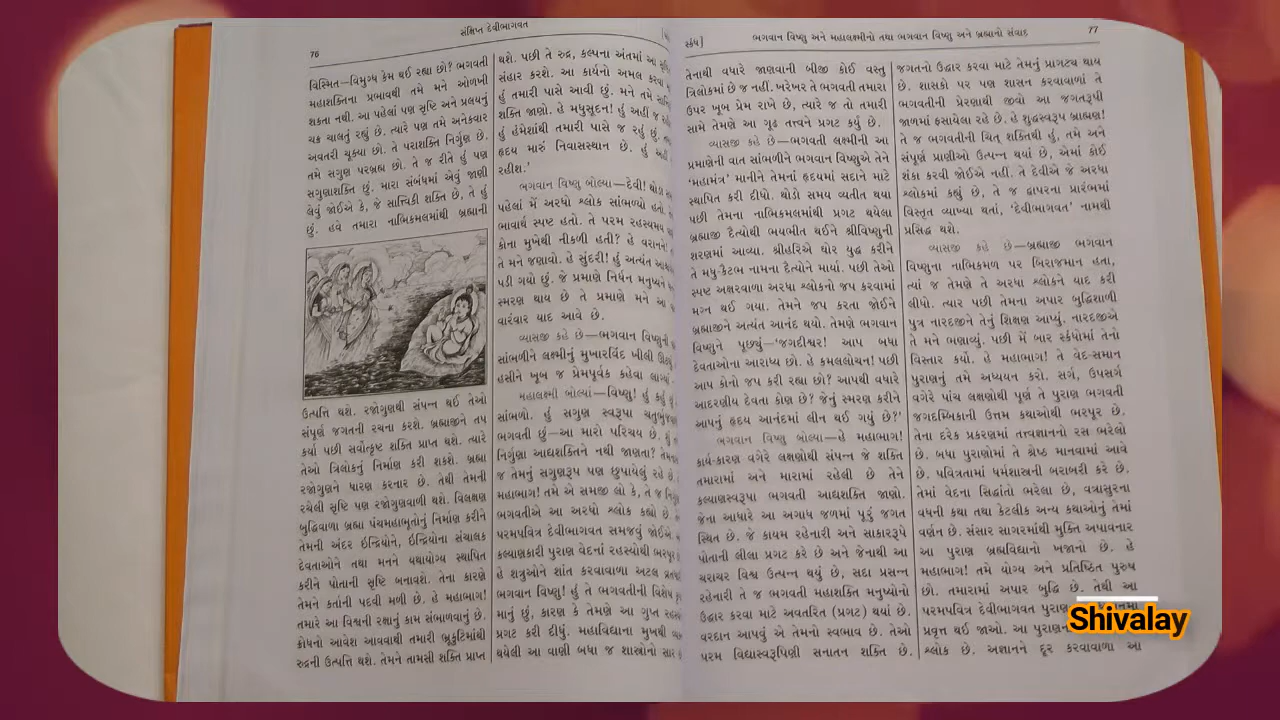 76
સંક્ષિપ્ત દેવીભાગવત
વિસ્મિત—વિમુગ્ધ કેમ થઈ રહ્યા છો? ભગવતી
મહાશક્તિના પ્રભાવથી તમે મને ઓળખી
શકતા નથી. આ પહેલાં પણ સૃષ્ટિ અને પ્રલયનું
ચક્ર ચાલતું રહ્યું છે. ત્યારે પણ તમે અનેકવાર
અવતરી ચૂક્યા છો. તે પરાશક્તિ નિર્ગુણ છે.
તમે સગુણ પરબ્રહ્મ છો. તે જ રીતે હું પણ
સગુણાશક્તિ છું. મારા સંબંધમાં એવું જાણી
લેવું જોઈએ કે, જે સાત્ત્વિકી શક્તિ છે, તે હું
છું. હવે તમારા નાભિકમલમાંથી બ્રહ્માની
ઉત્પત્તિ થશે. રજોગુણથી સંપન્ન થઈ તેઓ
સંપૂર્ણ જગતની રચના કરશે. બ્રહ્માજીને તપ
કર્યા પછી સર્વોત્કૃષ્ટ શક્તિ પ્રાપ્ત થશે. ત્યારે
તેઓ ત્રિલોકનું નિર્માણ કરી શકશે. બ્રહ્મા
રજોગુણને ધારણ કરનાર છે. તેથી તેમની
રચેલી સૃષ્ટિ પણ રજોગુણવાળી થશે. વિલક્ષણ
બુદ્ધિવાળા બ્રહ્મા પંચમહાભૂતોનું નિર્માણ કરીને
તેમની અંદર ઇન્દ્રિયોને, ઇન્દ્રિયોના સંચાલક
દેવતાઓને તથા મનને યથાયોગ્ય સ્થાપિત
કરીને પોતાની સૃષ્ટિ બનાવશે. તેના કારણે
તેમને કર્તાની પદવી મળી છે. હે મહાભાગ!
તમારે આ વિશ્વની રક્ષાનું કામ સંભાળવાનું છે.
ક્રોધનો આવેશ આવવાથી તમારી ભ્રૂકુટિમાંથી
રુદ્રની ઉત્પત્તિ થશે. તેમને તામસી શક્તિ પ્રાપ્ત
થશે. પછી તે રુદ્ર, કલ્પના અંતમાં આ
સંહાર કરશે. આ કાર્યનો અમલ કરવા
હું તમારી પાસે આવી છું. મને તમે
શક્તિ જાણો. હે મધુસૂદન! હું અહીં જ
હું હંમેશાંથી તમારી પાસે જ રહું છું.
હૃદય મારું નિવાસસ્થાન છે. હું
રહીશ.'
ભગવાન વિષ્ણુ બોલ્યા—દેવી! થોડા
પહેલાં મેં અરધો શ્લોક સાંભળ્યો હતો.
ભાવાર્થ સ્પષ્ટ હતો. તે પરમ રહસ્યમય
કોના મુખેથી નીકળી હતી? હે વરાનને!
તે મને જણાવો. હે સુંદરી! હું અત્યંત
પડી ગયો છું. જે પ્રમાણે નિર્ધન મનુષ્યને
સ્મરણ થાય છે તે પ્રમાણે મને આ
વારંવાર યાદ આવે છે.
વ્યાસજી કહે છે—ભગવાન વિષ્ણુની
સાંભળીને લક્ષ્મીનું મુખારવિંદ ખીલી
હસીને ખૂબ જ પ્રેમપૂર્વક કહેવા
મહાલક્ષ્મી બોલ્યાં—વિષ્ણુ! હું કહું
સાંભળો. હું સગુણ સ્વરૂપા ચતુર્ભુજા
ભગવતી છું—આ મારો પરિચય છે.
નિર્ગુણા આદ્યશક્તિને નથી જાણતા?
જ તેમનું સગુણરૂપ પણ છુપાયેલું રહે છે.
મહાભાગ! તમે એ સમજી લો કે, તે જ
ભગવતીએ આ અરધો શ્લોક કહ્યો છે.
પરમપવિત્ર દેવીભાગવત સમજવું જોઈએ.
કલ્યાણકારી પુરાણ વેદનાં રહસ્યોથી ભરપૂર
હે શત્રુઓને શાંત કરવાવાળા અટલ
ભગવાન વિષ્ણુ! હું તે ભગવતીની વિશેષ
માનું છું, કારણ કે તેમણે આ ગુપ્ત
પ્રગટ કરી દીધું. મહાવિદ્યાના મુખથી
થયેલી આ વાણી બધા જ શાસ્ત્રોનો સાર
સ્કંધ]
ભગવાન વિષ્ણુ અને મહાલક્ષ્મીનો તથા ભગવાન વિષ્ણુ અને બ્રહ્માનો સંવાદ
77
તેનાથી વધારે જાણવાની બીજી કોઈ વસ્તુ
ત્રિલોકમાં છે જ નહીં. ખરેખર તે ભગવતી તમારા
ઉપર ખૂબ પ્રેમ રાખે છે, ત્યારે જ તો તમારી
સામે તેમણે આ ગૂઢ તત્ત્વને પ્રગટ કર્યું છે.
વ્યાસજી કહે છે—ભગવતી લક્ષ્મીની આ
પ્રમાણેની વાત સાંભળીને ભગવાન વિષ્ણુએ તેને
'મહામંત્ર' માનીને તેમનાં હૃદયમાં સદાને માટે
સ્થાપિત કરી દીધો. થોડો સમય વ્યતીત થયા
પછી તેમના નાભિકમલમાંથી પ્રગટ થયેલા
બ્રહ્માજી દૈત્યોથી ભયભીત થઈને શ્રીવિષ્ણુની
શરણમાં આવ્યા. શ્રીહરિએ ઘોર યુદ્ધ કરીને
તે મધુ-કૈટભ નામના દૈત્યોને માર્યા. પછી તેઓ
સ્પષ્ટ અક્ષરવાળા અરધા શ્લોકનો જપ કરવામાં
મગ્ન થઈ ગયા. તેમને જપ કરતા જોઈને
બ્રહ્માજીને અત્યંત આનંદ થયો. તેમણે ભગવાન
વિષ્ણુને પૂછ્યું—'જગદીશ્વર! આપ બધા
દેવતાઓના આરાધ્ય છો. હે કમલલોચન! પછી
આપ કોનો જપ કરી રહ્યા છો? આપથી વધારે
આદરણીય દેવતા કોણ છે? જેનું સ્મરણ કરીને
આપનું હૃદય આનંદમાં લીન થઈ ગયું છે?'
ભગવાન વિષ્ણુ બોલ્યા—હે મહાભાગ!
કાર્ય-કારણ વગેરે લક્ષણોથી સંપન્ન જે શક્તિ
તમારામાં અને મારામાં રહેલી છે તેને
કલ્યાણસ્વરૂપા ભગવતી આદ્યશક્તિ જાણો.
જેના આધારે આ અગાધ જળમાં પૂરું જગત
સ્થિત છે. જે કાયમ રહેનારી અને સાકારરૂપે
પોતાની લીલા પ્રગટ કરે છે અને જેનાથી આ
ચરાચર વિશ્વ ઉત્પન્ન થયું છે, સદા પ્રસન્ન
રહેનારી તે જ ભગવતી મહાશક્તિ મનુષ્યોનો
ઉદ્ધાર કરવા માટે અવતરિત (પ્રગટ) થયાં છે.
વરદાન આપવું એ તેમનો સ્વભાવ છે. તેઓ
પરમ વિદ્યાસ્વરૂપિણી સનાતન શક્તિ છે.
જગતનો ઉદ્ધાર કરવા માટે તેમનું પ્રાગટ્ય થાય
છે. શાસકો પર પણ શાસન કરવાવાળાં તે
ભગવતીની પ્રેરણાથી જીવો આ જગતરૂપી
જાળમાં ફસાયેલા રહે છે. હે શુદ્ધસ્વરૂપ બ્રાહ્મણ!
તે જ ભગવતીની ચિત્ શક્તિથી હું, તમે અને
સંપૂર્ણ પ્રાણીઓ ઉત્પન્ન થયાં છે, એમાં કોઈ
શંકા કરવી જોઈએ નહીં. તે દેવીએ જે અરધા
શ્લોકમાં કહ્યું છે, તે જ દ્વાપરના પ્રારંભમાં
વિસ્તૃત વ્યાખ્યા થતાં, 'દેવીભાગવત' નામથી
પ્રસિદ્ધ થશે.
વ્યાસજી કહે છે—બ્રહ્માજી ભગવાન
વિષ્ણુના નાભિકમળ પર બિરાજમાન હતા,
ત્યાં જ તેમણે તે અરધા શ્લોકને યાદ કરી
લીધો. ત્યાર પછી તેમના અપાર બુદ્ધિશાળી
પુત્ર નારદજીને તેનું શિક્ષણ આપ્યું. નારદજીએ
તે મને ભણાવ્યું. પછી મેં બાર સ્કંધોમાં તેનો
વિસ્તાર કર્યો. હે મહાભાગ! તે વેદ-સમાન
પુરાણનું તમે અધ્યયન કરો. સર્ગ, ઉપસર્ગ
વગેરે પાંચ લક્ષણોથી પૂર્ણ તે પુરાણ ભગવતી
જગદમ્બિકાની ઉત્તમ કથાઓથી ભરપૂર છે.
તેના દરેક પ્રકરણમાં તત્ત્વજ્ઞાનનો રસ ભરેલો
છે. બધા પુરાણોમાં તે શ્રેષ્ઠ માનવામાં આવે
છે. પવિત્રતામાં ધર્મશાસ્ત્રની બરાબરી કરે છે.
તેમાં વેદના સિદ્ધાંતો ભરેલા છે, વત્રાસુરના
વધની કથા તથા કેટલીક અન્ય કથાઓનું તેમાં
વર્ણન છે. સંસાર સાગરમાંથી મુક્તિ અપાવનાર
આ પુરાણ બ્રહ્મવિદ્યાનો ખજાનો છે. હે
મહાભાગ! તમે યોગ્ય અને પ્રતિષ્ઠિત પુરુષ
છો. તમારામાં અપાર બુદ્ધિ છે. તેથી આ
પરમપવિત્ર દેવીભાગવત પુરાણ
પ્રવૃત્ત થઈ જાઓ. આ પુરાણ
શ્લોક છે. અજ્ઞાનને દૂર કરવાવાળા આ
Shivalay